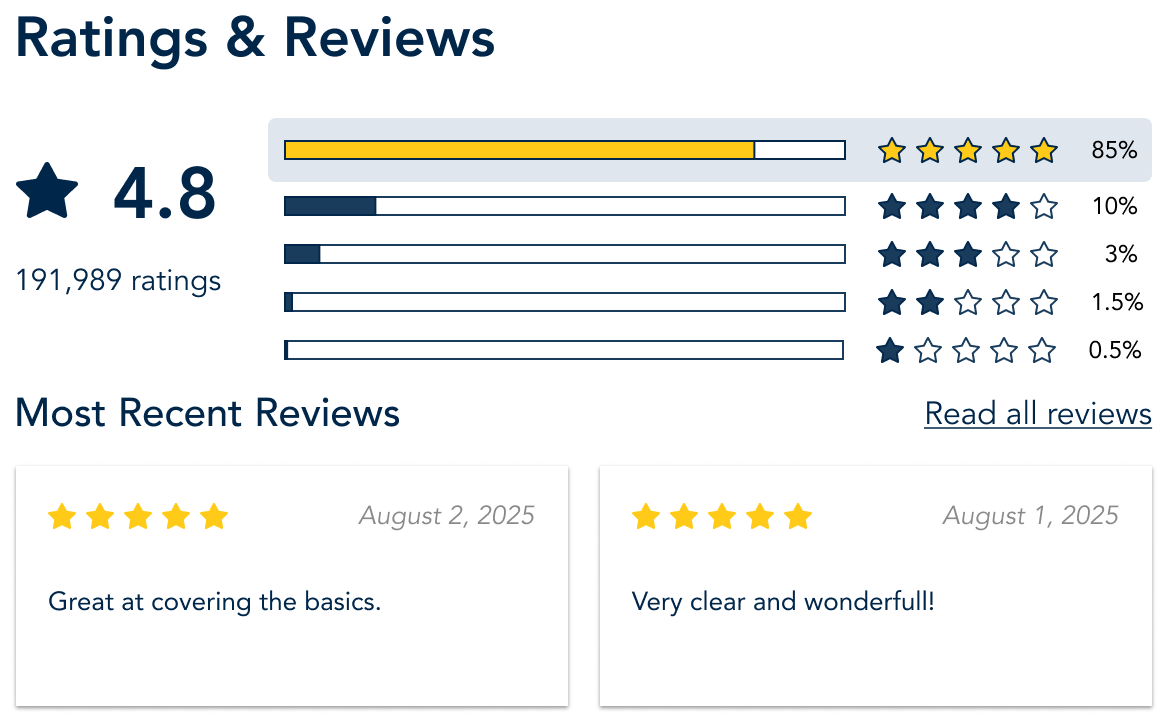 Ratings & Reviews
4.8
191,989 ratings
85%
10%
3%
1.5%
0.5%
Most Recent Reviews
Read all reviews
August 2, 2025
Great at covering the basics.
August 1, 2025
Very clear and wonderfull!